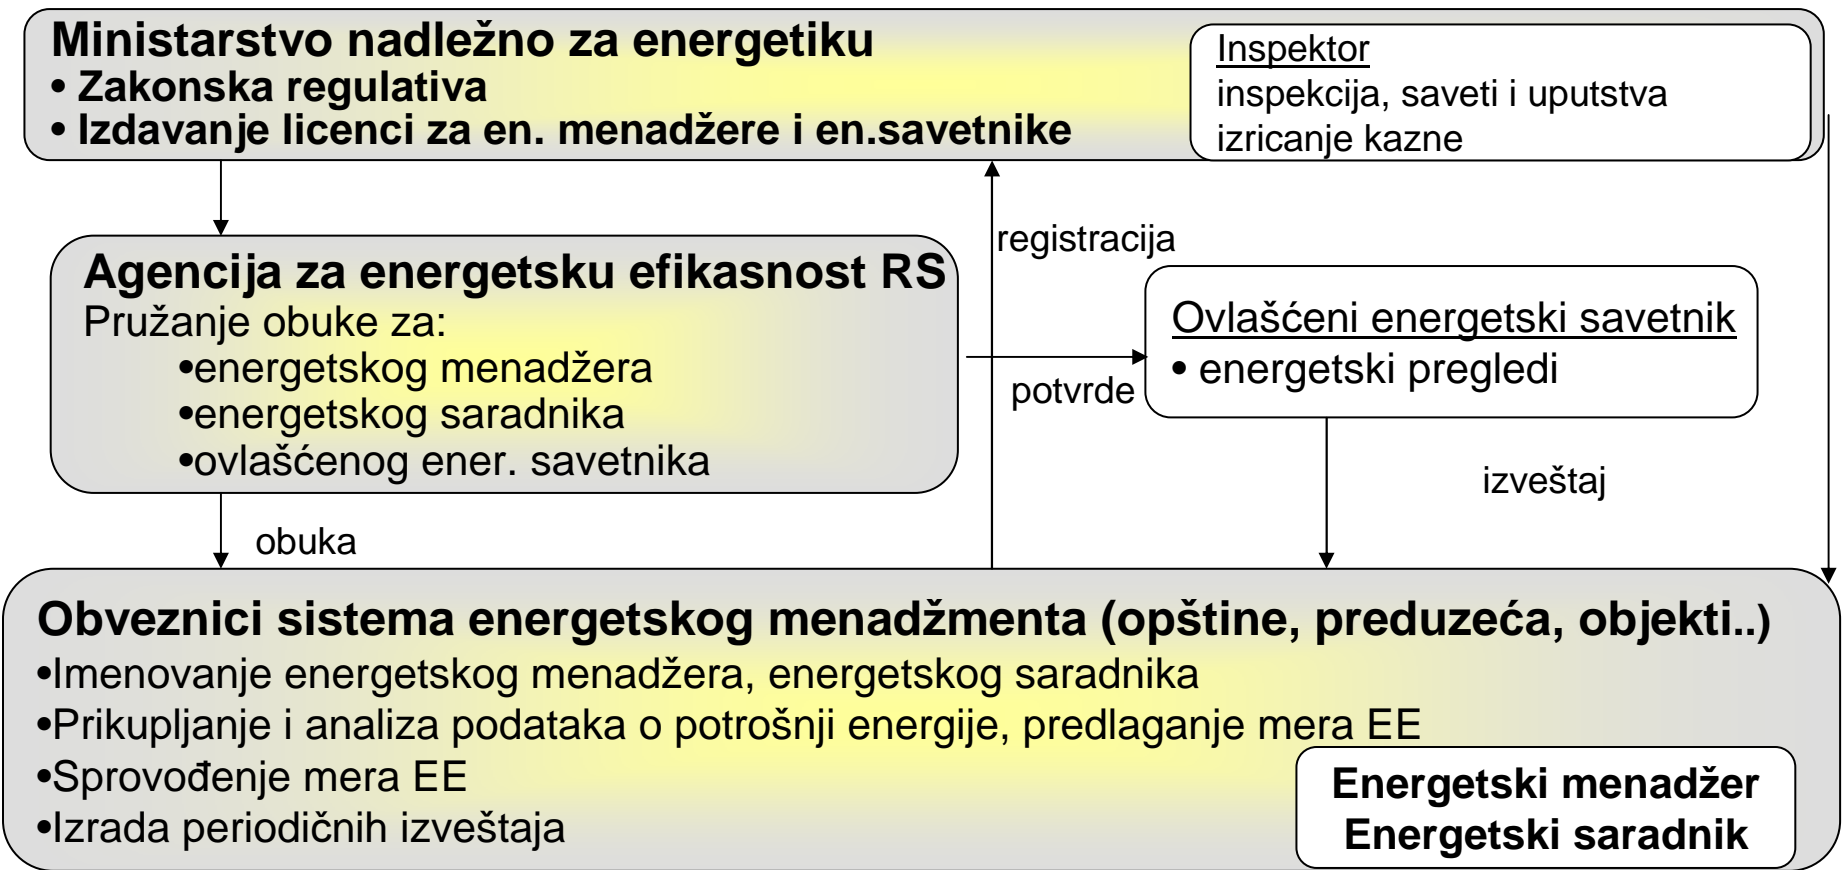 Ministarstvo nadležno za energetiku
• Zakonska regulativa
• Izdavanje licenci za en. menadžere i en.savetnike
Inspektor
inspekcija, saveti i uputstva
izricanje kazne
registracija
Agencija za energetsku efikasnost RS
Pružanje obuke za:
•energetskog menadžera
•energetskog saradnika
•ovlašćenog ener. savetnika
potvrde
Ovlašćeni energetski savetnik
• energetski pregledi
izveštaj
obuka
Obveznici sistema energetskog menadžmenta (opštine, preduzeća, objekti..)
•Imenovanje energetskog menadžera, energetskog saradnika
•Prikupljanje i analiza podataka o potrošnji energije, predlaganje mera EE
•Sprovođenje mera EE
•Izrada periodičnih izveštaja
Energetski menadžer
Energetski saradnik